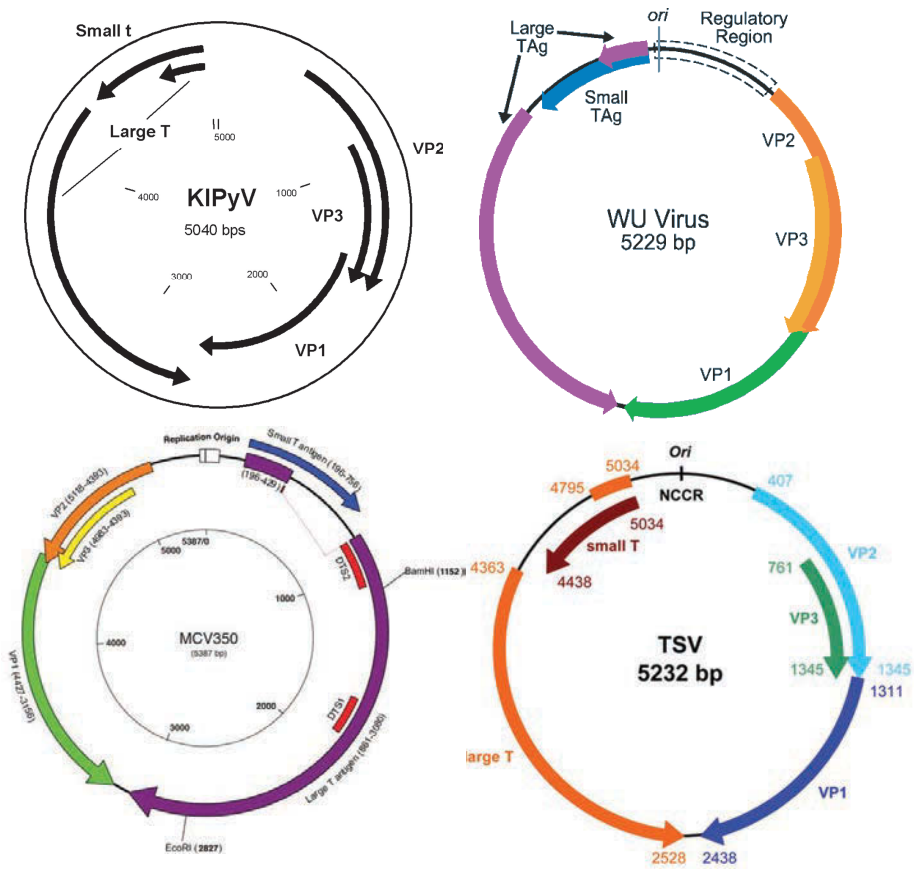 Small t
Large T
5000
VP2
4000
KIPyV
1000
5040 bps
VP3
3000
2000
VP1
Large
TAg
ori
Regulatory
Region
Small
TAg
VP2
WU Virus
5229 bp
VP3
VP1
Replication Origin
Small T antigen (196-756)
(196-429)
VP2 (5118-4393)
VP3 (4983-4393)
5387/0
5000
DTS2
BamHI (1152)
1000
MCV350
(5387 bp)
4000
VP1 (4427-3156)
2000
DTS1
3000
Large T antigen (861-3080)
EcoRI (2827)
Ori
NCCR
5034
4795
407
5034
small T
4438
4363
VP2
761
VP3
TSV
5232 bp
1345
1345
1311
large T
VP1
2528
2438